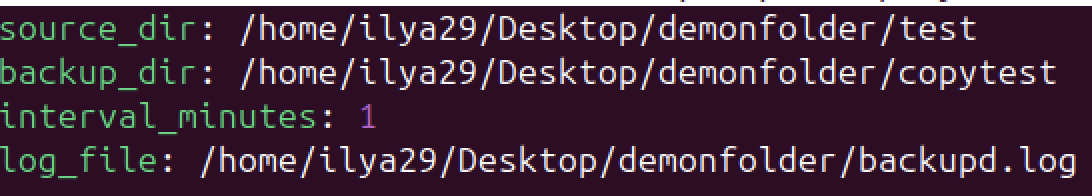 source_dir: /home/ilya29/Desktop/demonfolder/test
backup_dir: /home/ilya29/Desktop/demonfolder/copytest
interval_minutes: 1
log_file: /home/ilya29/Desktop/demonfolder/backupd.log